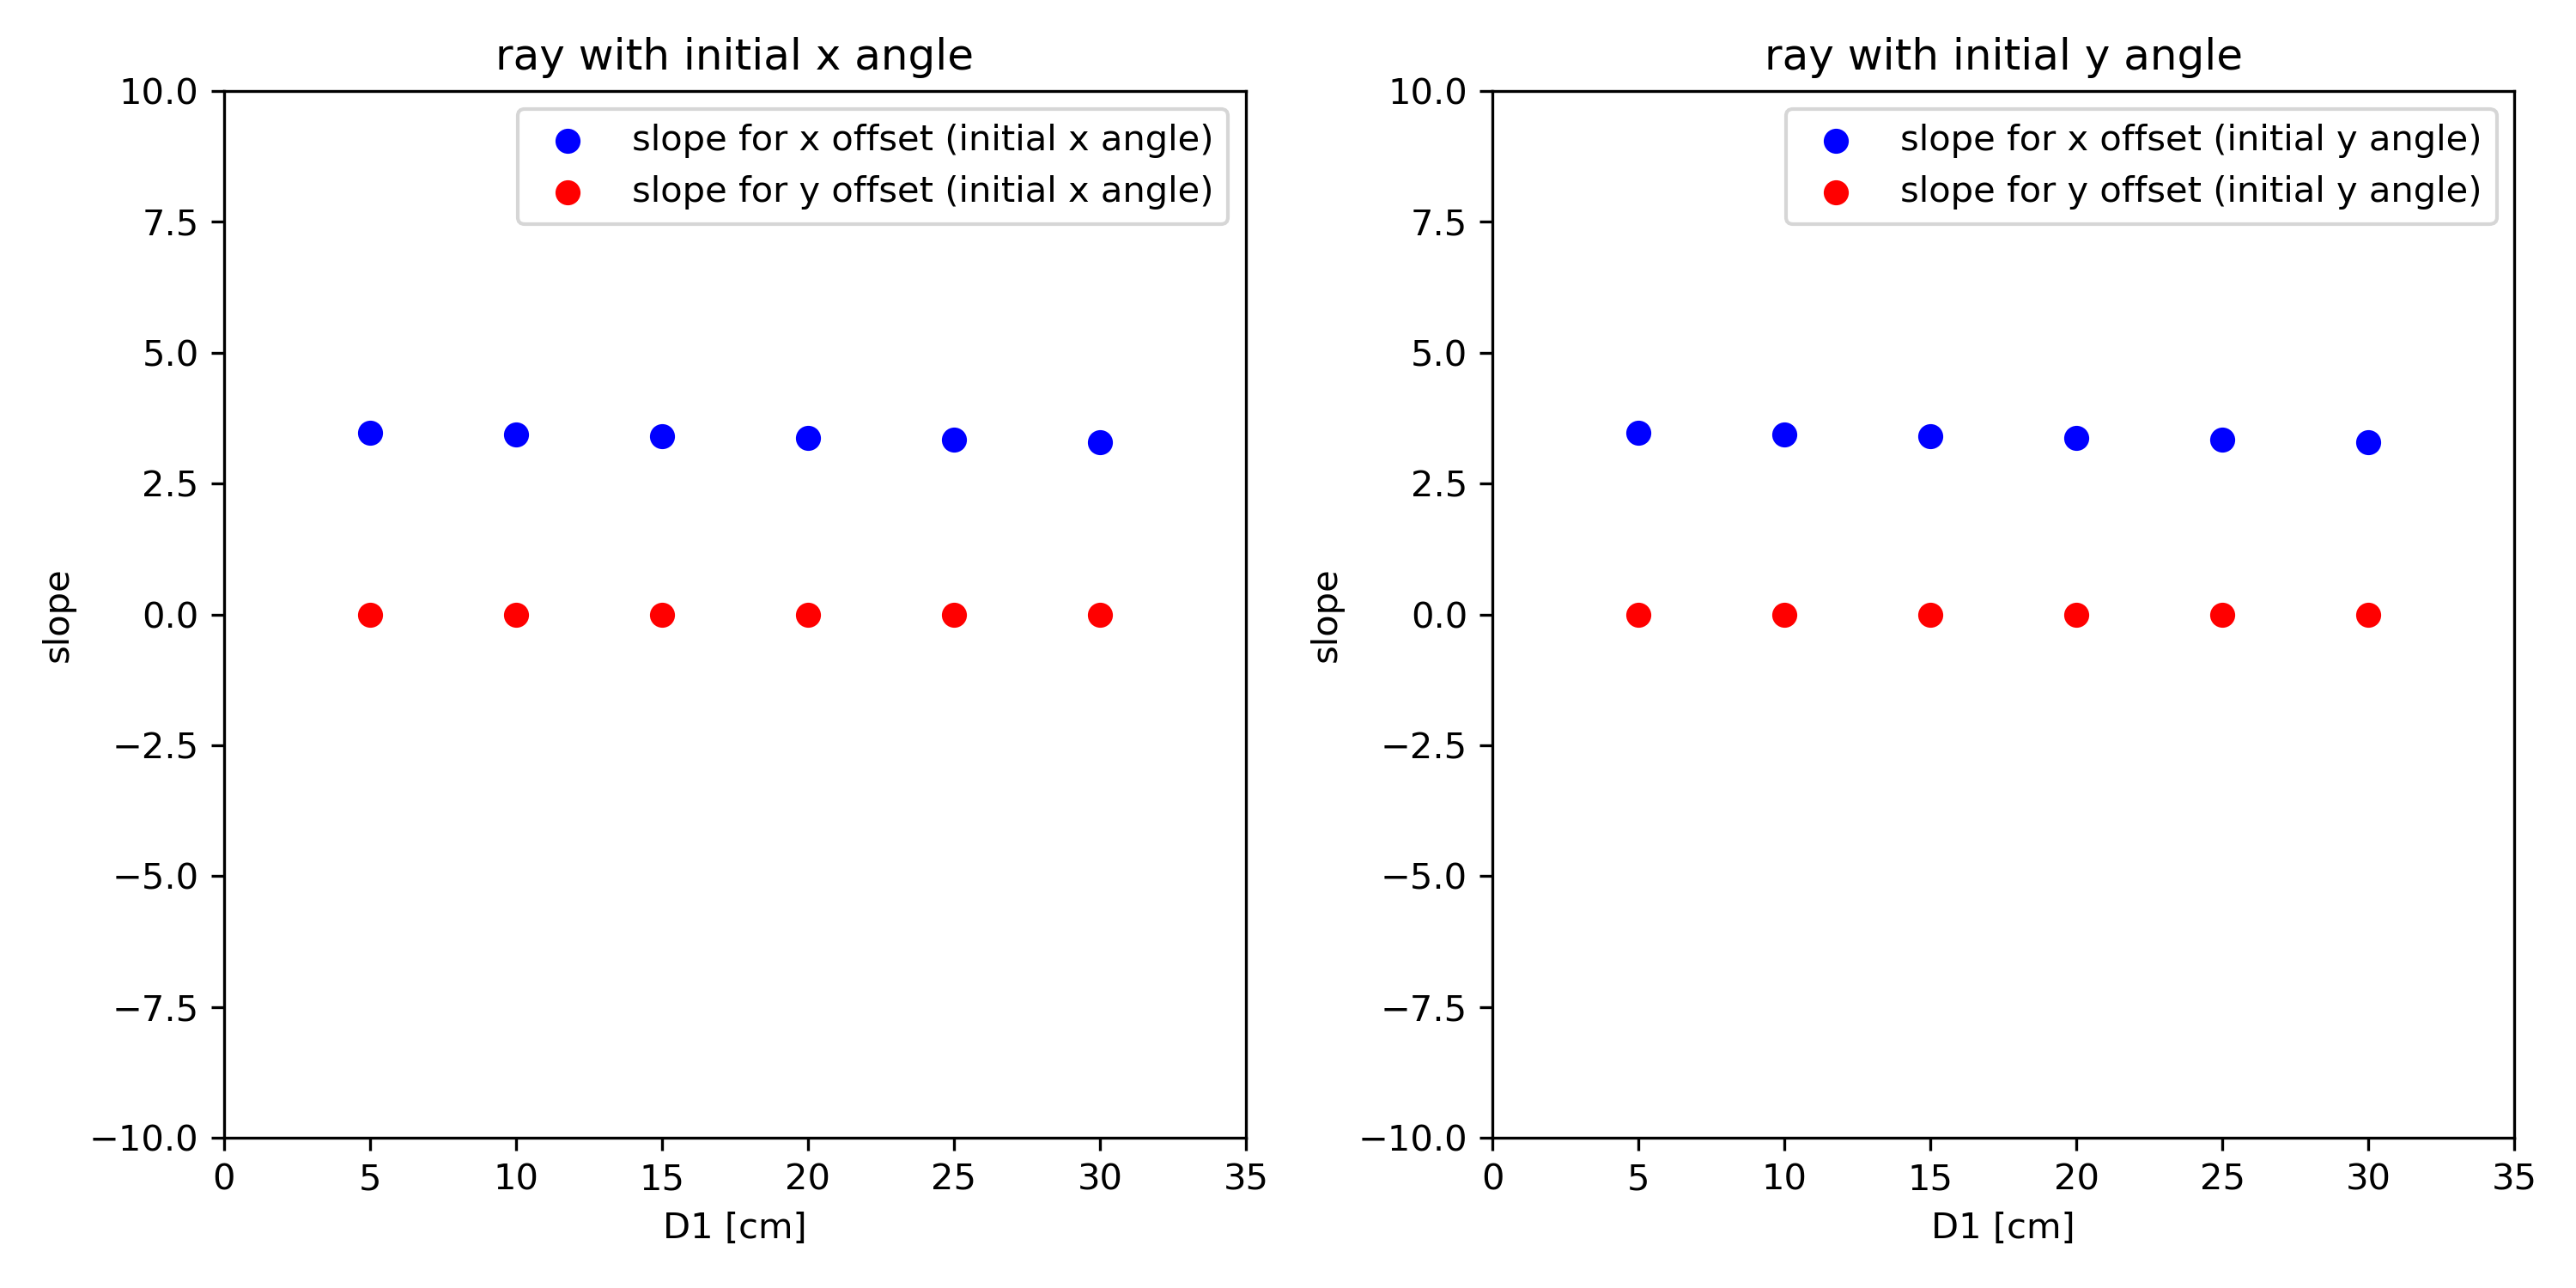 ray with initial x angle
slope for x offset (initial x angle)
slope for y offset (initial x angle)
10.0
7.5
5.0
2.5
0.0
−2.5
−5.0
−7.5
−10.0
slope
0 5 10 15 20 25 30 35
D1 [cm]
ray with initial y angle
slope for x offset (initial y angle)
slope for y offset (initial y angle)
10.0
7.5
5.0
2.5
0.0
−2.5
−5.0
−7.5
−10.0
slope
0 5 10 15 20 25 30 35
D1 [cm]